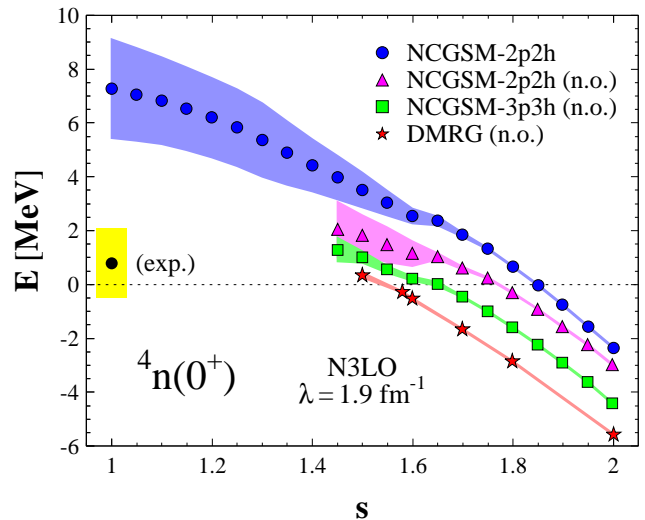 10
8
6
4
2
0
-2
-4
-6
E [MeV]
NCGSM-2p2h
NCGSM-2p2h (n.o.)
NCGSM-3p3h (n.o.)
DMRG (n.o.)
(exp.)
⁴n(0⁺)
N3LO
λ = 1.9 fm⁻¹
1 1.2 1.4 1.6 1.8 2
s